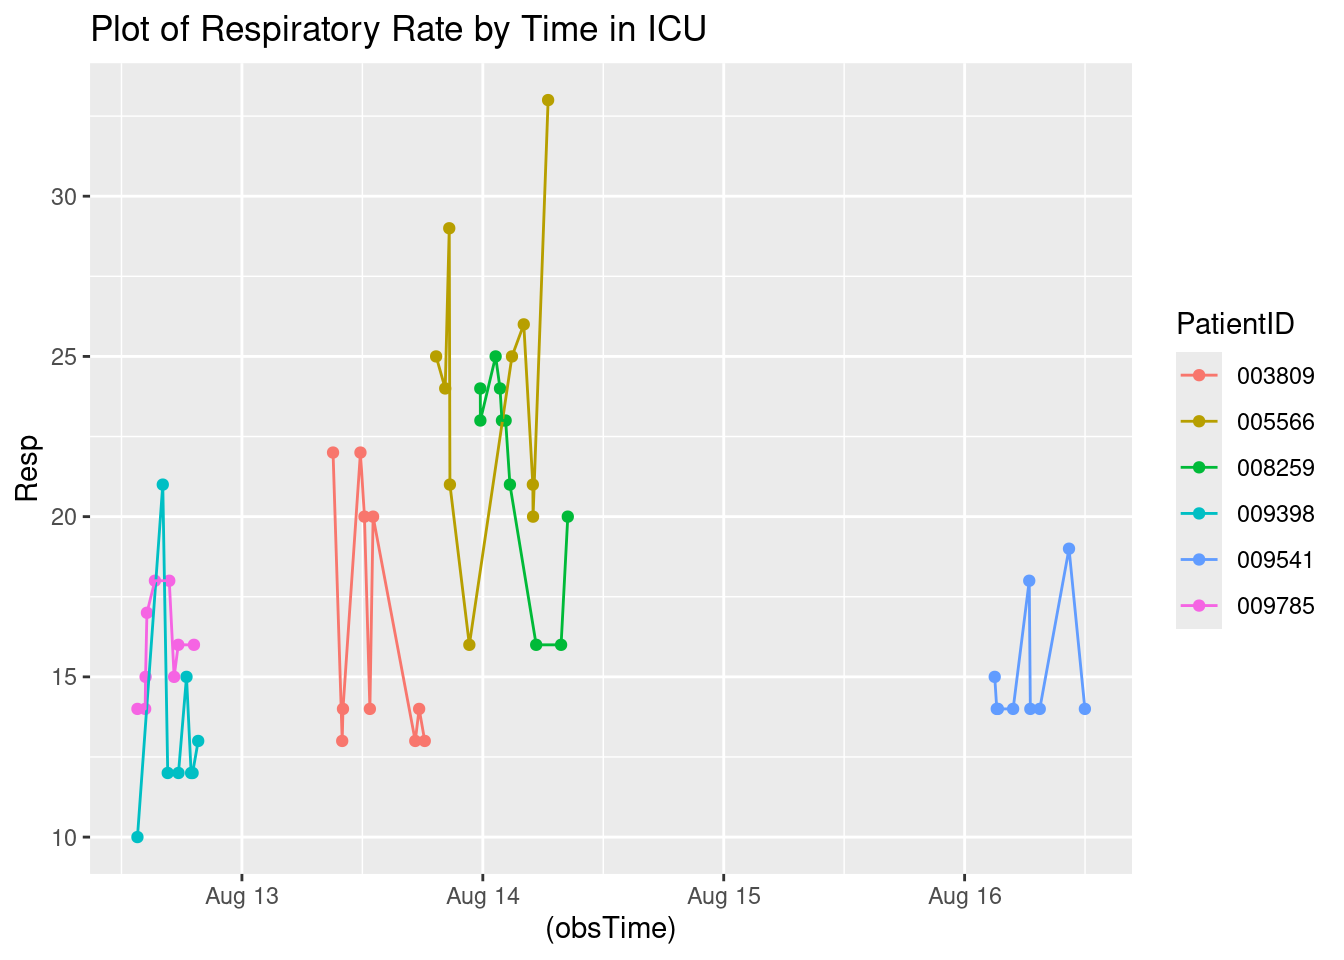 Plot of Respiratory Rate by Time in ICU
30
25
20
15
10
Resp
Aug 13
Aug 14
Aug 15
Aug 16
(obsTime)
PatientID
003809
005566
008259
009398
009541
009785